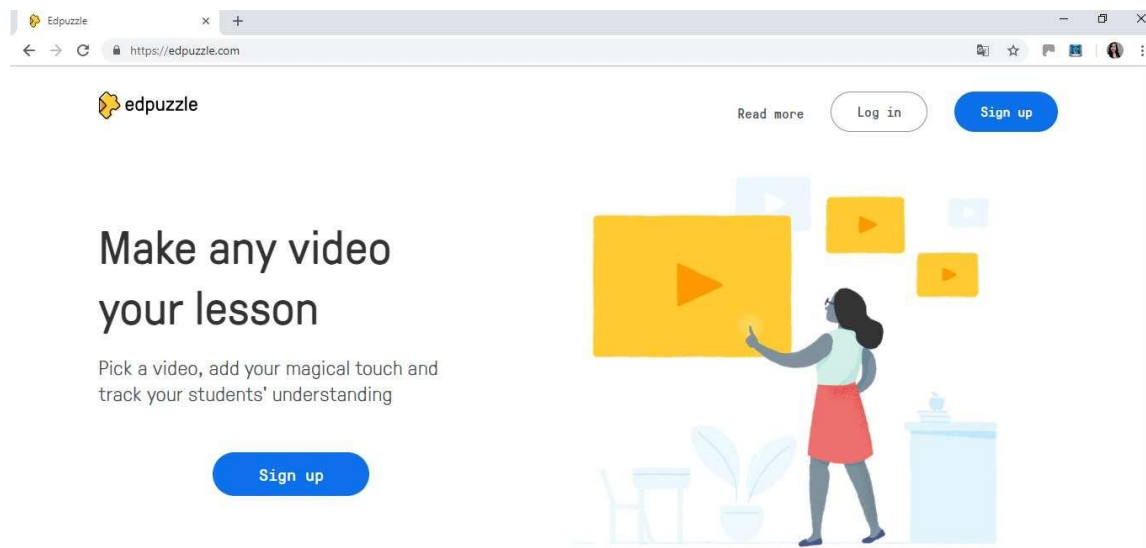 Edpuzzle
https://edpuzzle.com
edpuzzle
Read more
Log in
Sign up
Make any video
your lesson
Pick a video, add your magical touch and
track your students' understanding
Sign up